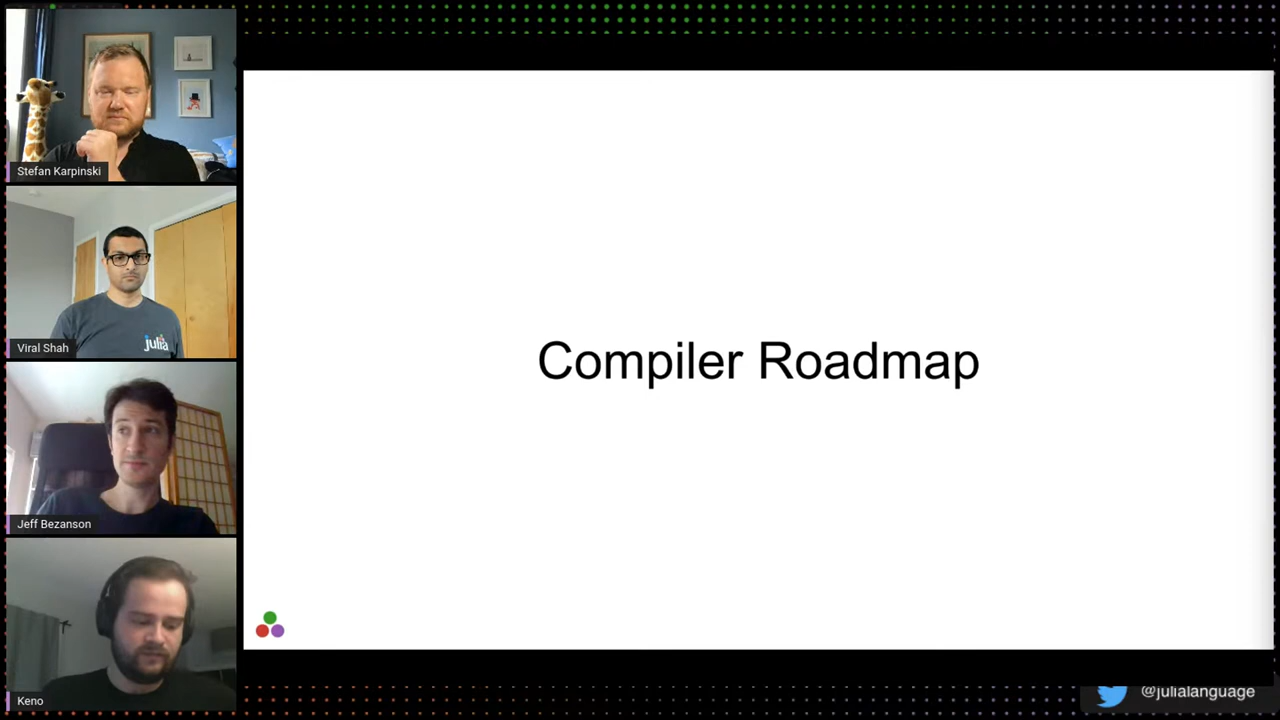 Stefan Karpinski
Viral Shah
julia
Jeff Bezanson
Keno
Compiler Roadmap
@julialanguage